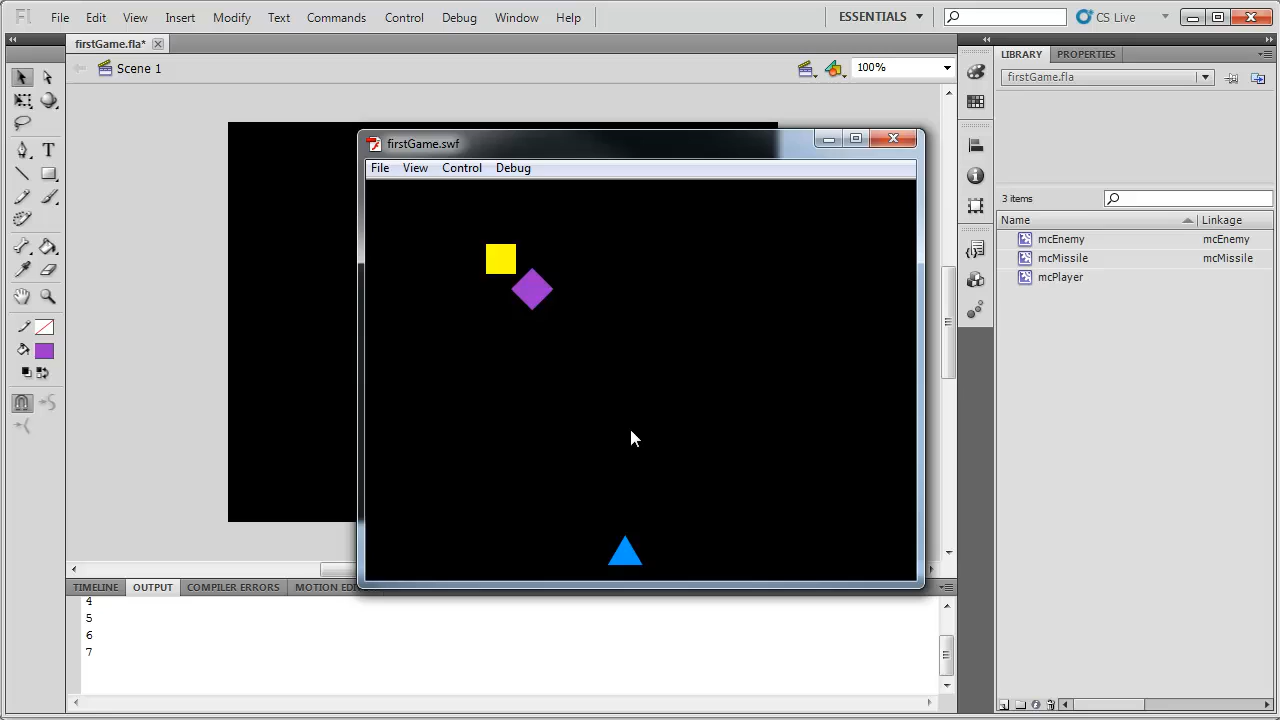 Fl File Edit View Insert Modify Text Commands Control Debug Window Help ESSENTIALS CS Live
firstGame.fla*
Scene 1 100%
firstGame.swf
File View Control Debug
LIBRARY PROPERTIES
firstGame.fla
3 items
Name Linkage
mcEnemy mcEnemy
mcMissile mcMissile
mcPlayer
TIMELINE OUTPUT COMPILER ERRORS MOTION
4
5
6
7